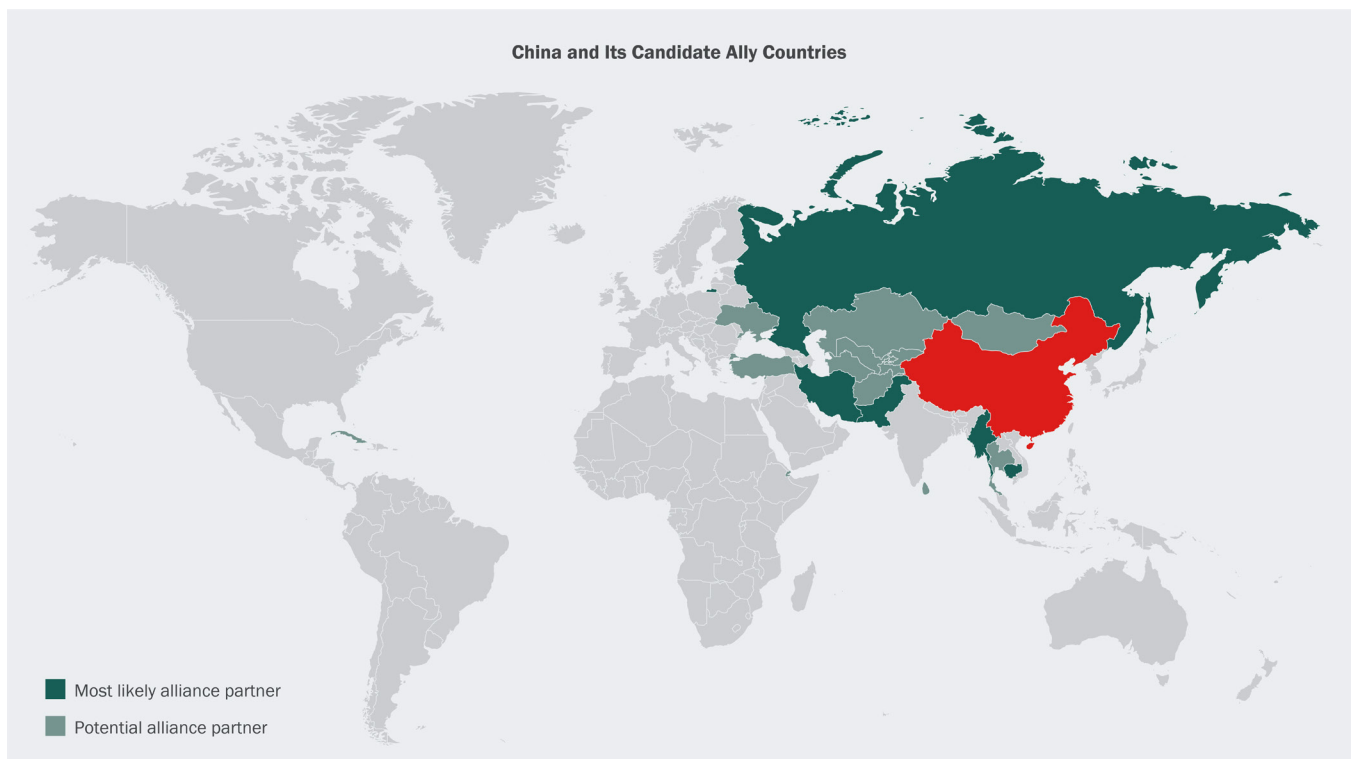 China and Its Candidate Ally Countries
Most likely alliance partner
Potential alliance partner